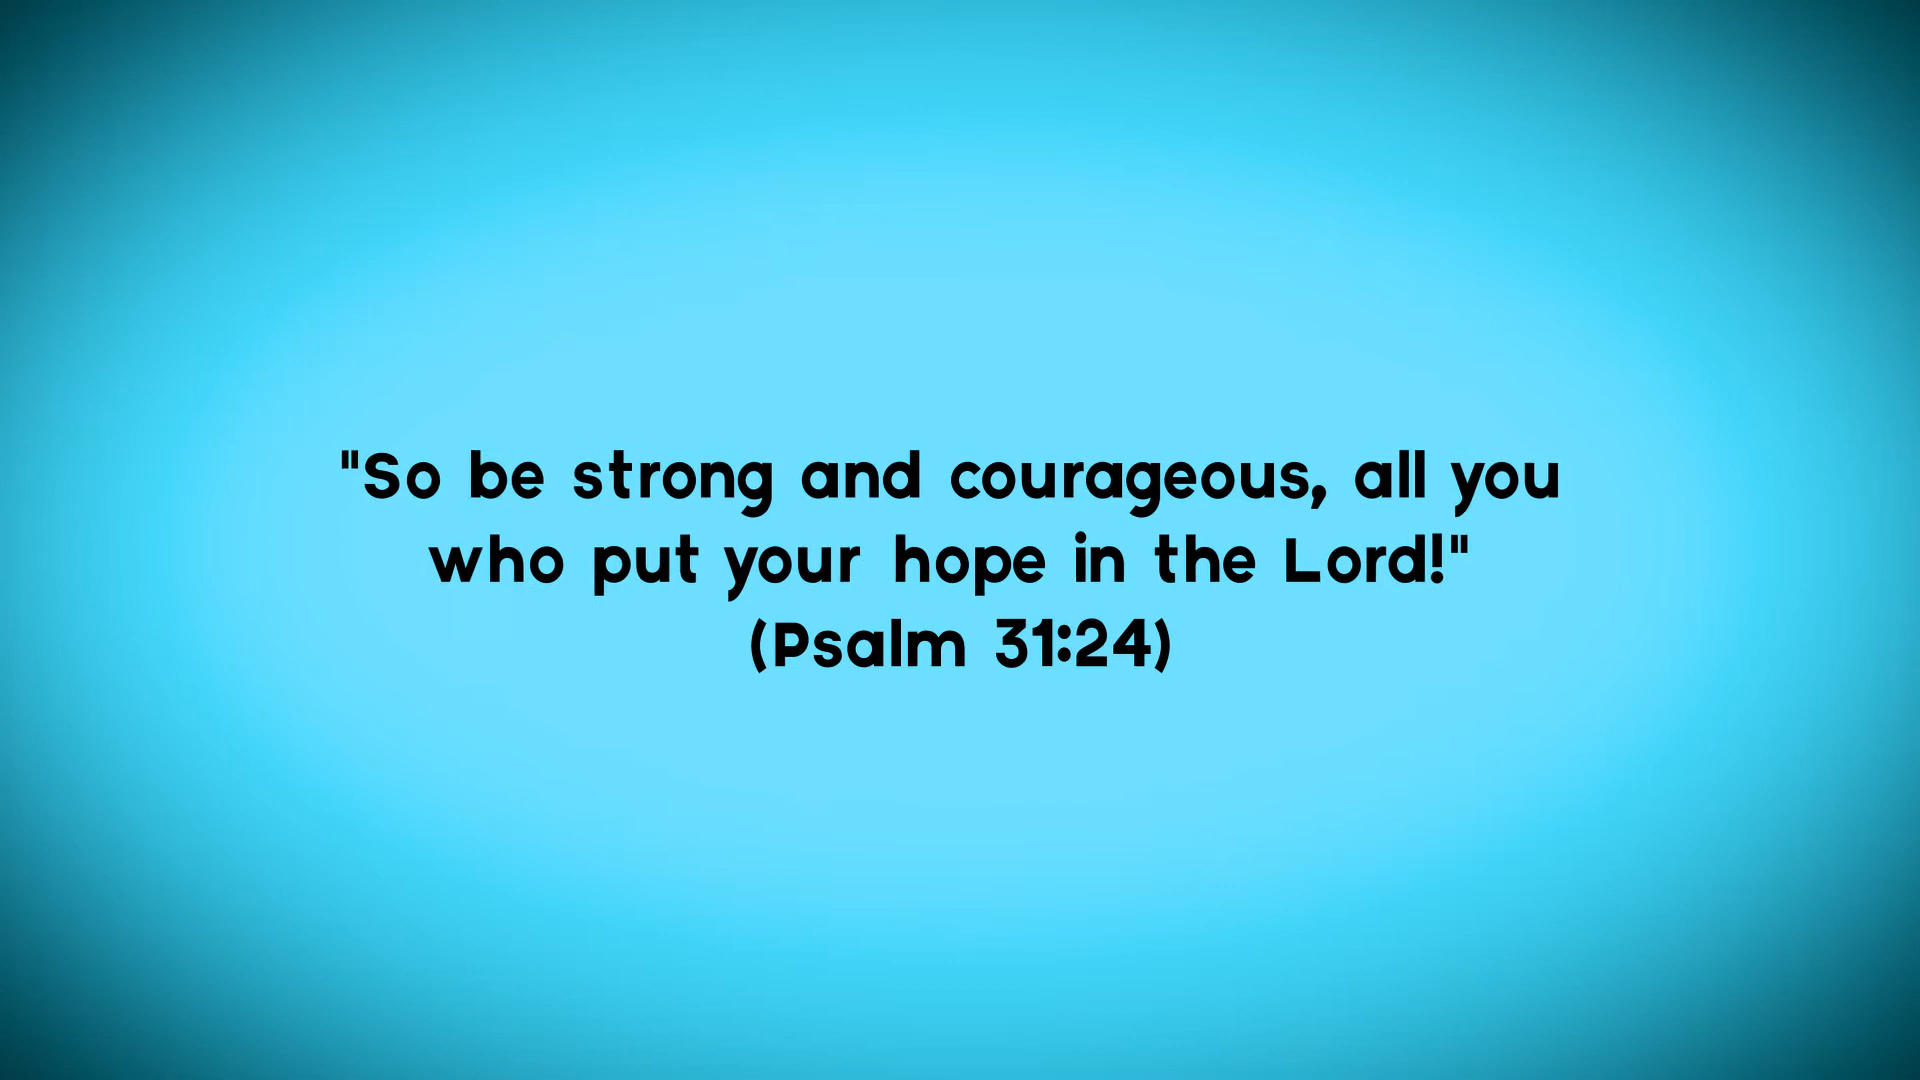 "So be strong and courageous, all you
who put your hope in the Lord!"
(Psalm 31:24)